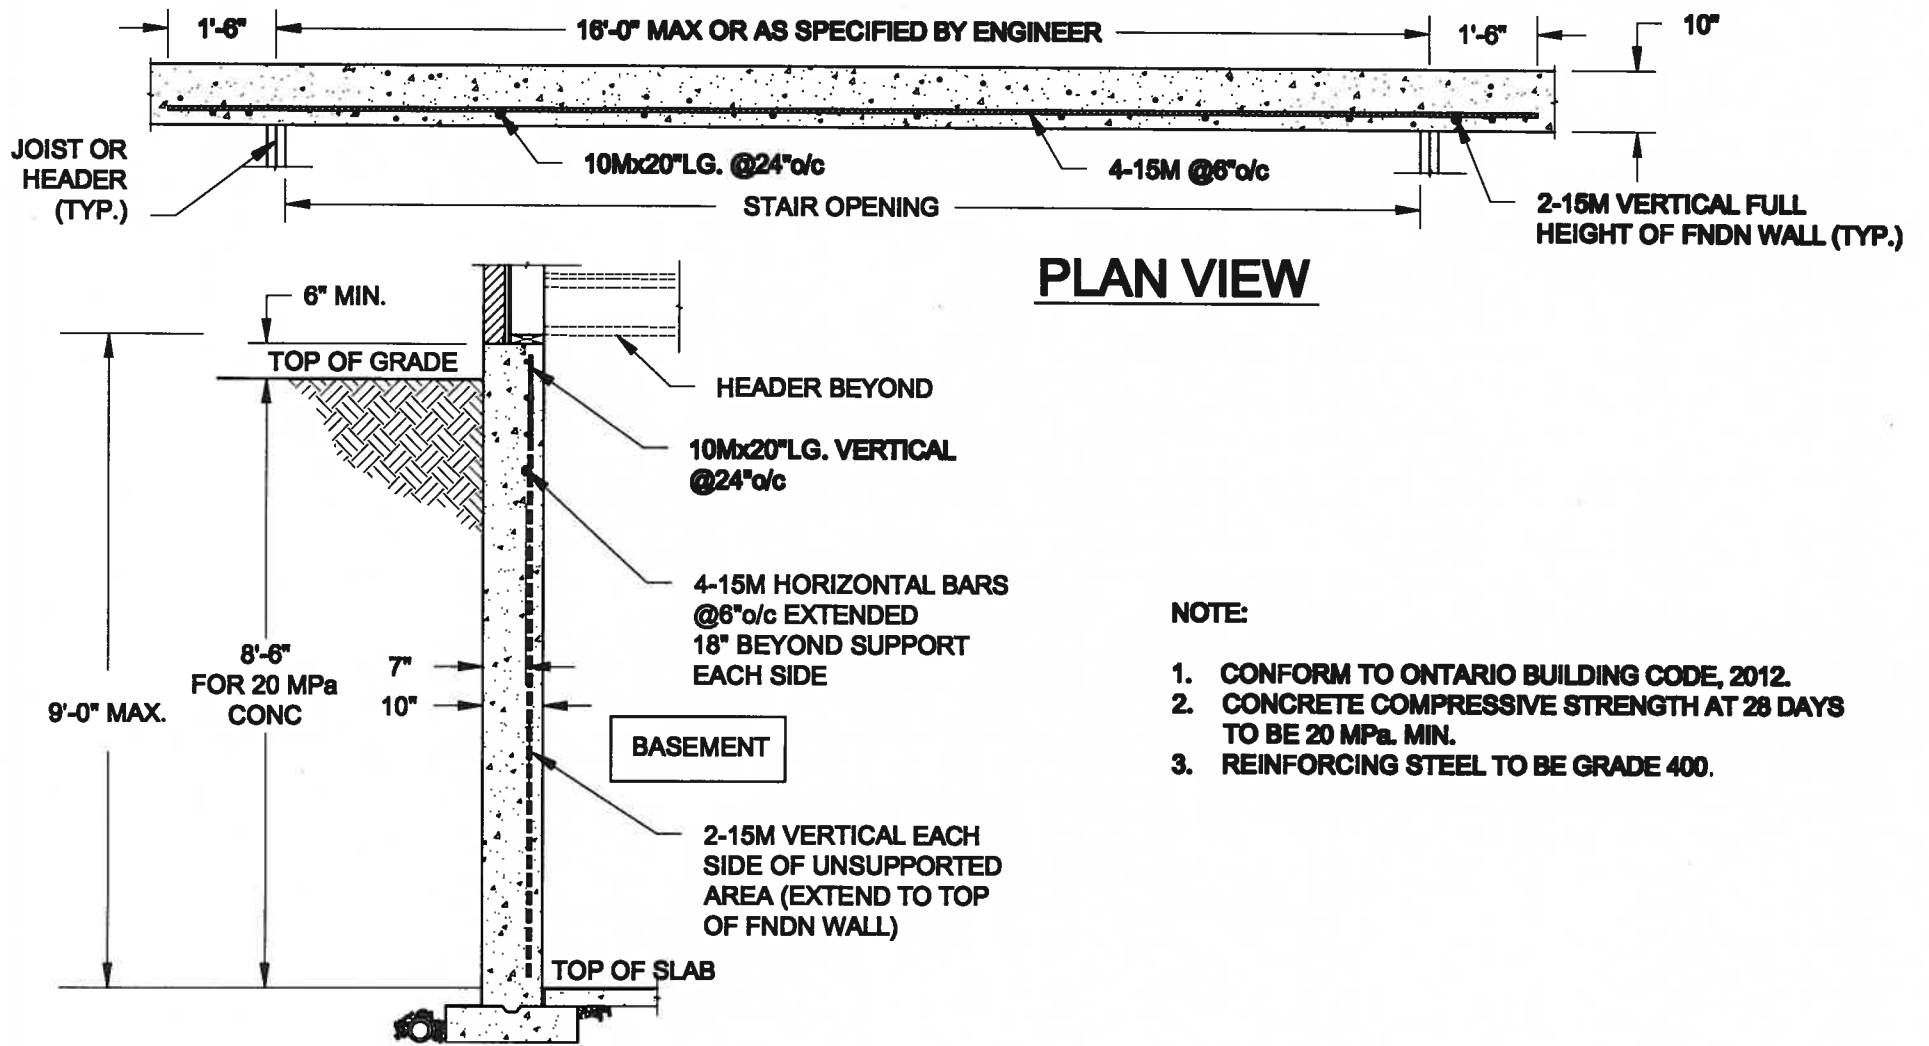 1'-6"
16'-0" MAX OR AS SPECIFIED BY ENGINEER
1'-6"
10"
JOIST OR
HEADER
(TYP.)
10Mx20"LG. @24"o/c
4-15M @6"o/c
STAIR OPENING
2-15M VERTICAL FULL
HEIGHT OF FNDN WALL (TYP.)
PLAN VIEW
6" MIN.
TOP OF GRADE
HEADER BEYOND
10Mx20"LG. VERTICAL
@24"o/c
4-15M HORIZONTAL BARS
@6"o/c EXTENDED
18" BEYOND SUPPORT
EACH SIDE
8'-6"
FOR 20 MPa
CONC
9'-0" MAX.
7"
10"
BASEMENT
2-15M VERTICAL EACH
SIDE OF UNSUPPORTED
AREA (EXTEND TO TOP
OF FNDN WALL)
TOP OF SLAB
NOTE:
1. CONFORM TO ONTARIO BUILDING CODE, 2012.
2. CONCRETE COMPRESSIVE STRENGTH AT 28 DAYS
TO BE 20 MPa. MIN.
3. REINFORCING STEEL TO BE GRADE 400.